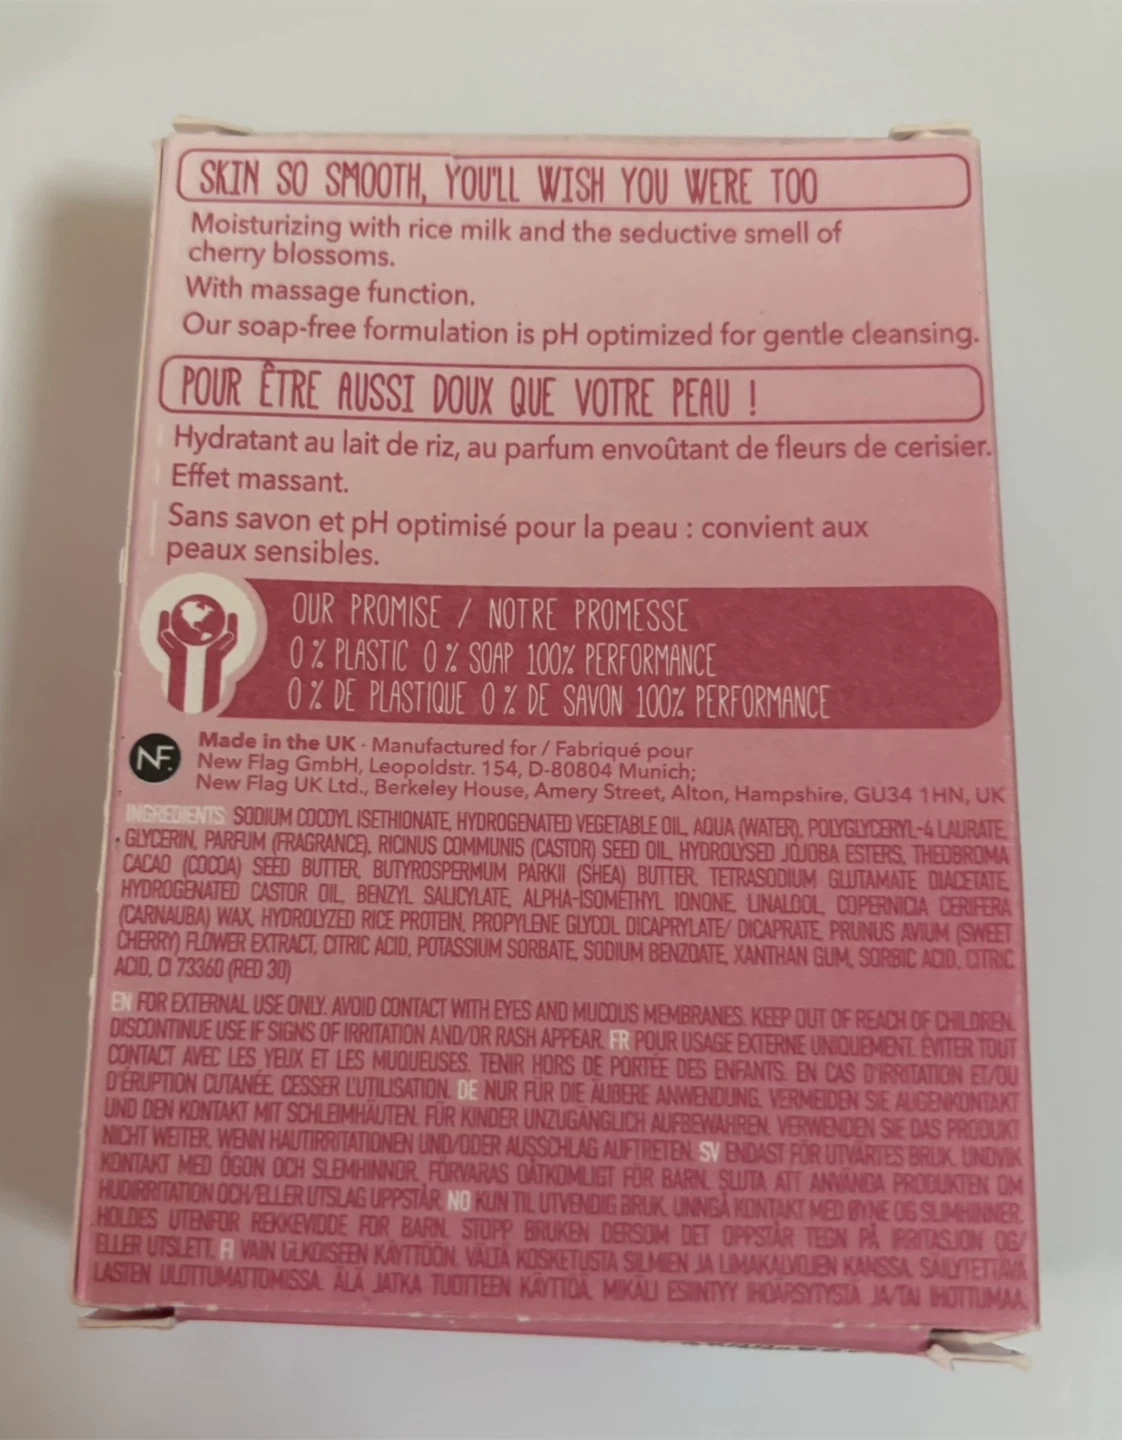 SKIN SO SMOOTH, YOU'LL WISH YOU WERE TOO
Moisturizing with rice milk and the seductive smell of
cherry blossoms.
With massage function.
Our soap-free formulation is pH optimized for gentle cleansing.
POUR ÊTRE AUSSI DOUX QUE VOTRE PEAU !
Hydratant au lait de riz, au parfum envoûtant de fleurs de cerisier.
Effet massant.
Sans savon et pH optimisé pour la peau : convient aux
peaux sensibles.
OUR PROMISE / NOTRE PROMESSE
0 % PLASTIC 0 % SOAP 100% PERFORMANCE
0 % DE PLASTIQUE 0 % DE SAVON 100% PERFORMANCE
NF.
Made in the UK · Manufactured for / Fabriqué pour
New Flag GmbH, Leopoldstr. 154, D-80804 Munich;
New Flag UK Ltd., Berkeley House, Amery Street, Alton, Hampshire, GU34 1HN, UK
INGREDIENTS: SODIUM COCOYL ISETHIONATE, HYDROGENATED VEGETABLE OIL, AQUA (WATER), POLYGLYCERYL-4 LAURATE,
GLYCERIN, PARFUM (FRAGRANCE), RICINUS COMMUNIS (CASTOR) SEED OIL, HYDROLYSED JOJOBA ESTERS, THEOBROMA
CACAO (COCOA) SEED BUTTER, BUTYROSPERMUM PARKII (SHEA) BUTTER, TETRASODIUM GLUTAMATE DIACETATE,
HYDROGENATED CASTOR OIL, BENZYL SALICYLATE, ALPHA-ISOMETHYL IONONE, LINALOOL, COPERNICIA CERIFERA
(CARNAUBA) WAX, HYDROLYZED RICE PROTEIN, PROPYLENE GLYCOL DICAPRYLATE/ DICAPRATE, PRUNUS AVIUM (SWEET
CHERRY) FLOWER EXTRACT, CITRIC ACID, POTASSIUM SORBATE, SODIUM BENZOATE, XANTHAN GUM, SORBIC ACID, CITRIC
ACID, CI 73360 (RED 30)
EN FOR EXTERNAL USE ONLY. AVOID CONTACT WITH EYES AND MUCOUS MEMBRANES. KEEP OUT OF REACH OF CHILDREN.
DISCONTINUE USE IF SIGNS OF IRRITATION AND/OR RASH APPEAR. FR POUR USAGE EXTERNE UNIQUEMENT. ÉVITER TOUT
CONTACT AVEC LES YEUX ET LES MUQUEUSES. TENIR HORS DE PORTÉE DES ENFANTS. EN CAS D'IRRITATION ET/OU
D'ÉRUPTION CUTANÉE, CESSER L'UTILISATION. DE NUR FÜR DIE ÄUßERE ANWENDUNG. VERMEIDEN SIE AUGENKONTAKT
UND DEN KONTAKT MIT SCHLEIMHÄUTEN. FÜR KINDER UNZUGÄNGLICH AUFBEWAHREN. VERWENDEN SIE DAS PRODUKT
NICHT WEITER, WENN HAUTIRRITATIONEN UND/ODER AUSSCHLAG AUFTRETEN. SV ENDAST FÖR UTVÄRTES BRUK. UNDVIK
KONTAKT MED ÖGON OCH SLEMHINNOR. FÖRVARAS OÅTKOMLIGT FÖR BARN. SLUTA ATT ANVÄNDA PRODUKTEN OM
HUDIRRITATION OCH/ELLER UTSLAG UPPSTÅR. NO KUN TIL UTVENDIG BRUK. UNNGÅ KONTAKT MED ØYNE OG SLIMHINNER.
HOLDES UTENFOR REKKEVIDDE FOR BARN. STOPP BRUKEN DERSOM DET OPPSTÅR TEGN PÅ IRRITASJON OG/
ELLER UTSLETT. FI VAIN ULKOISEEN KÄYTTÖÖN. VÄLTÄ KOSKETUSTA SILMIEN JA LIMAKALVOJEN KANSSA. SÄILYTETTÄVÄ
LASTEN ULOTTUMATTOMISSA. ÄLÄ JATKA TUOTTEEN KÄYTTÖÄ, MIKÄLI ESIINTYY IHOÄRSYTYSTÄ JA/TAI IHOTTUMAA.